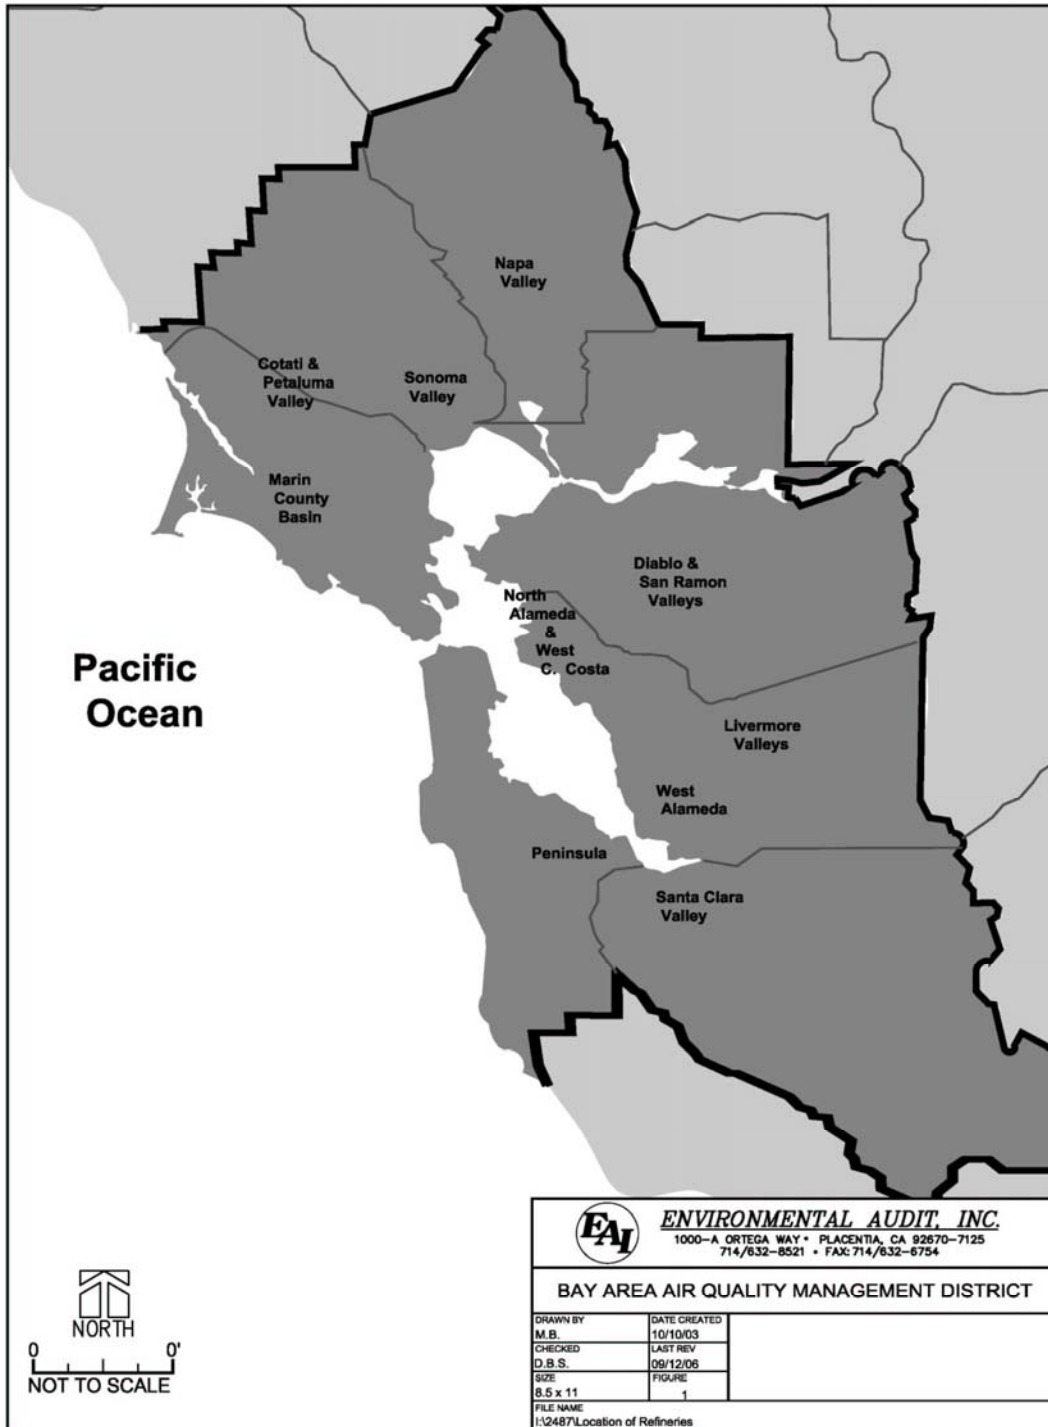 Napa
Valley
Cotati &
Petaluma
Valley
Sonoma
Valley
Marin
County
Basin
Diablo &
San Ramon
Valleys
North
Alameda
&
West
C. Costa
Pacific
Ocean
Livermore
Valleys
West
Alameda
Peninsula
Santa Clara
Valley
NORTH
0 0'
NOT TO SCALE
EAI
ENVIRONMENTAL AUDIT, INC.
1000-A ORTEGA WAY • PLACENTIA, CA 92670-7125
714/632-8521 • FAX: 714/632-6754
BAY AREA AIR QUALITY MANAGEMENT DISTRICT
DRAWN BY DATE CREATED
M.B. 10/10/03
CHECKED LAST REV
D.B.S. 09/12/06
SIZE FIGURE
8.5 x 11 1
FILE NAME
I:\2487\Location of Refineries